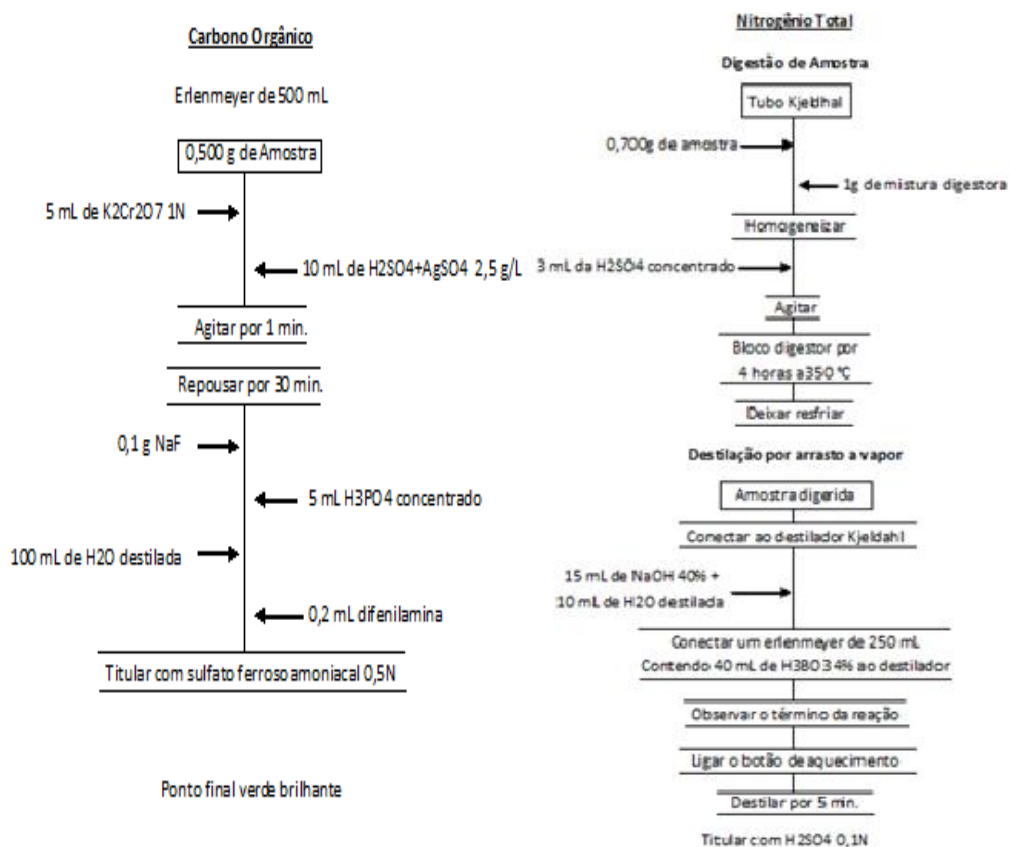 Carbono Orgânico
Erlenmeyer de 500 mL
0,500 g de Amostra
5 mL de K2Cr2O7 1N
10 mL de H2SO4+AgSO4 2,5 g/L
Agitar por 1 min.
Repousar por 30 min.
0,1 g NaF
5 mL H3PO4 concentrado
100 mL de H2O destilada
0,2 mL difenilamina
Titular com sulfato ferroso amoniacal 0,5N
Ponto final verde brilhante
Nitrogênio Total
Digestão de Amostra
Tubo Kjeldhal
0,700g de amostra
1g de mistura digestora
Homogeneizar
3 mL da H2SO4 concentrado
Agitar
Bloco digestor por
4 horas a350 °C
Deixar resfriar
Destilação por arrasto a vapor
Amostra digerida
Conectar ao destilador Kjeldahl
15 mL de NaOH 40% +
10 mL de H2O destilada
Conectar um erlenmeyer de 250 mL
Contendo 40 mL de H3BO3 4% ao destilador
Observar o término da reação
Ligar o botão de aquecimento
Destilar por 5 min.
Titular com H2SO4 0,1N